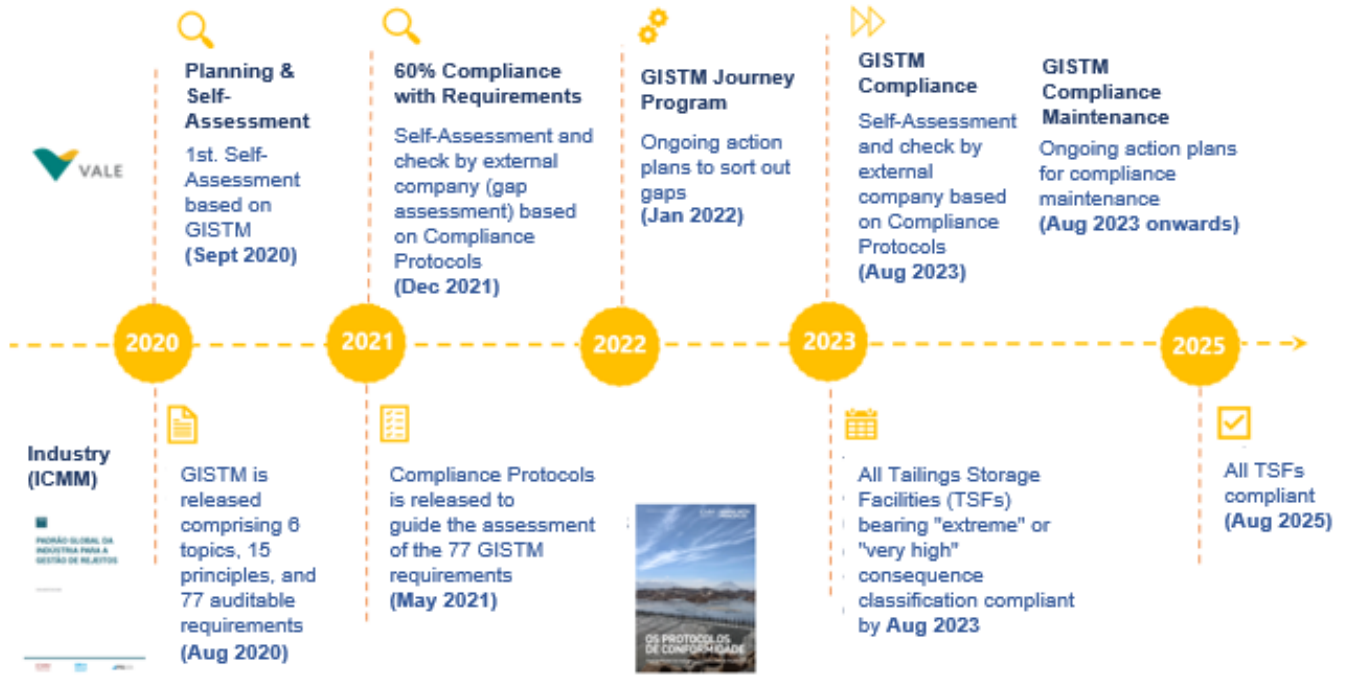 Planning &
Self-
Assessment
1st. Self-
Assessment
based on
GISTM
(Sept 2020)
60% Compliance
with Requirements
Self-Assessment and
check by external
company (gap
assessment) based
on Compliance
Protocols
(Dec 2021)
GISTM Journey
Program
Ongoing action
plans to sort out
gaps
(Jan 2022)
GISTM
Compliance
Self-Assessment
and check by
external
company based
on Compliance
Protocols
(Aug 2023)
GISTM
Compliance
Maintenance
Ongoing action plans
for compliance
maintenance
(Aug 2023 onwards)
VALE
2020
2021
2022
2023
2025
Industry
(ICMM)
PADRÃO GLOBAL DA
INDÚSTRIA PARA A
GESTÃO DE REJEITOS
GISTM is
released
comprising 6
topics, 15
principles, and
77 auditable
requirements
(Aug 2020)
Compliance Protocols
is released to
guide the assessment
of the 77 GISTM
requirements
(May 2021)
OS PROTOCOLOS
DE CONFORMIDADE
All Tailings Storage
Facilities (TSFs)
bearing "extreme" or
"very high"
consequence
classification compliant
by Aug 2023
All TSFs
compliant
(Aug 2025)